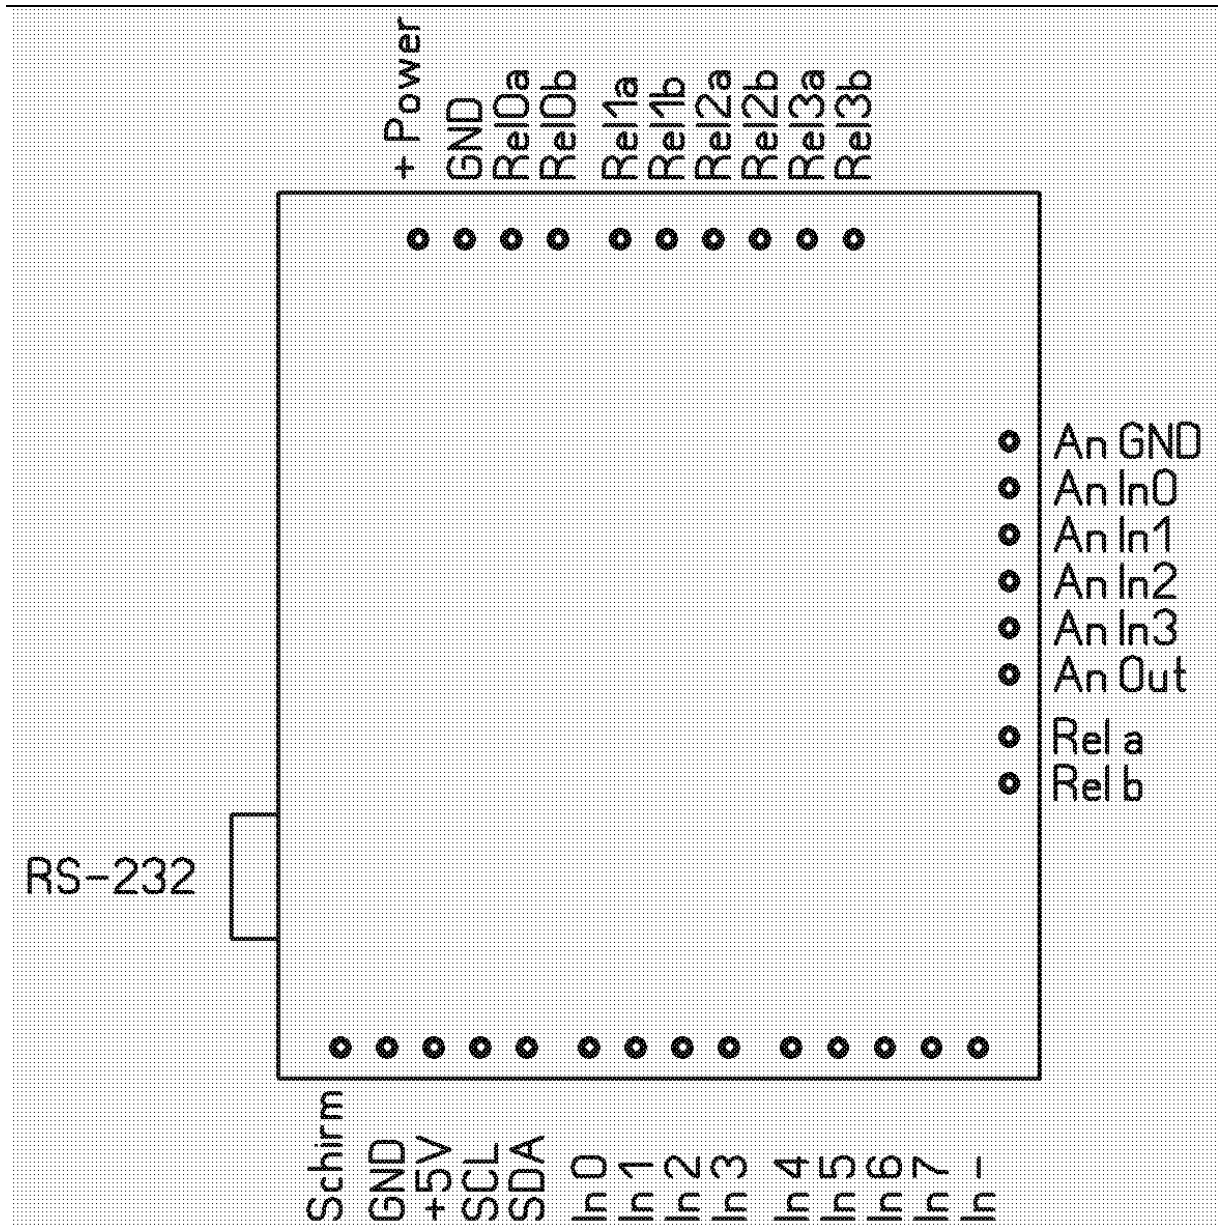 + Power
GND
Rel0a
Rel0b
Rel1a
Rel1b
Rel2a
Rel2b
Rel3a
Rel3b
An GND
An In0
An In1
An In2
An In3
An Out
Rel a
Rel b
RS-232
Schirm
GND
+5V
SCL
SDA
In 0
In 1
In 2
In 3
In 4
In 5
In 6
In 7
In -